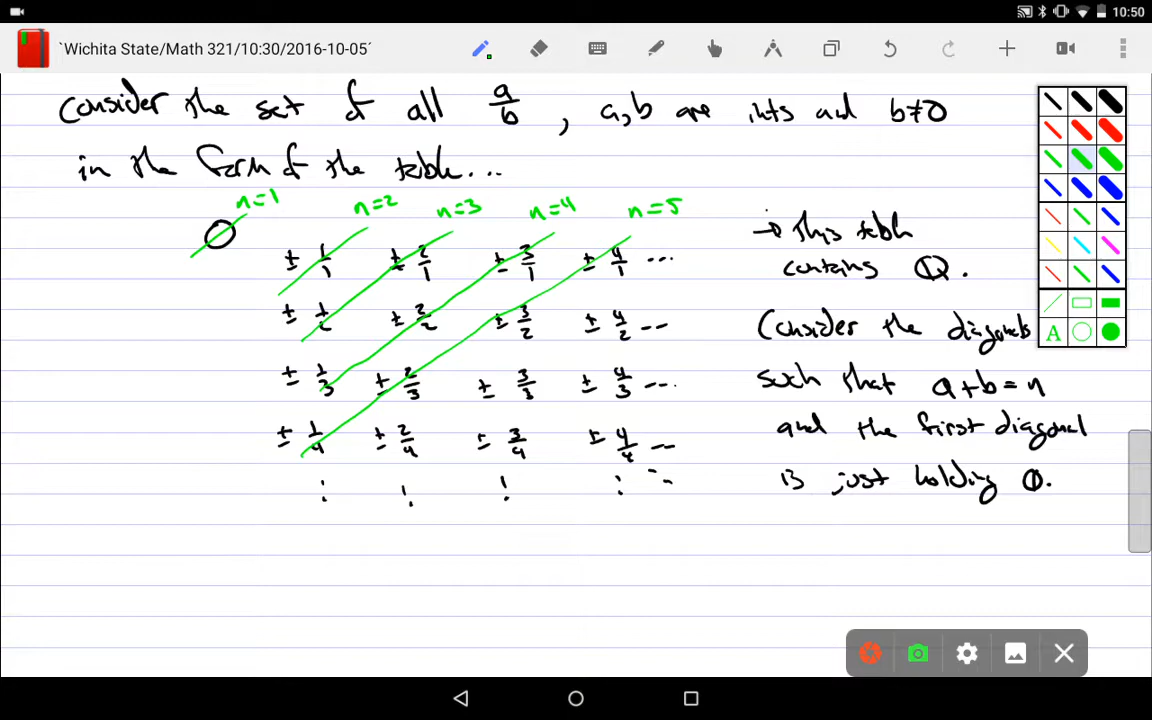 10:50
`Wichita State/Math 321/10:30/2016-10-05´
Consider the set of all a/b , a,b are ints and b≠0
in the form of the table...
n=1 n=2 n=3 n=4 n=5
0
± 1/1 ± 2/1 ± 3/1 ± 4/1 ...
± 1/2 ± 2/2 ± 3/2 ± 4/2 ...
± 1/3 ± 2/3 ± 3/3 ± 4/3 ...
± 1/4 ± 2/4 ± 3/4 ± 4/4 ...
→ This table
contains Q.
Consider the diagonals
such that a+b=n
and the first diagonal
is just holding 0.
A